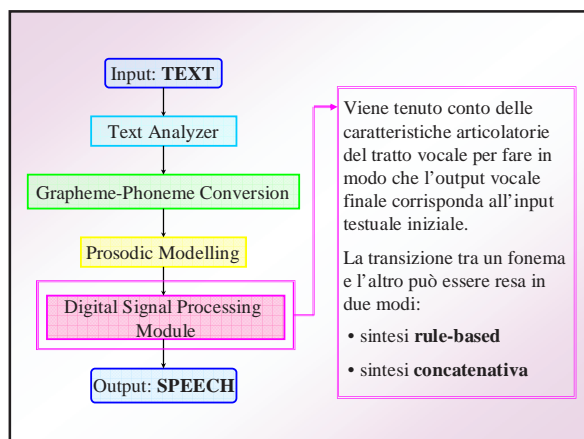 Input: TEXT
Text Analyzer
Grapheme-Phoneme Conversion
Prosodic Modelling
Digital Signal Processing
Module
Output: SPEECH
Viene tenuto conto delle
caratteristiche articolatorie
del tratto vocale per fare in
modo che l’output vocale
finale corrisponda all’input
testuale iniziale.
La transizione tra un fonema
e l’altro può essere resa in
due modi:
• sintesi rule-based
• sintesi concatenativa